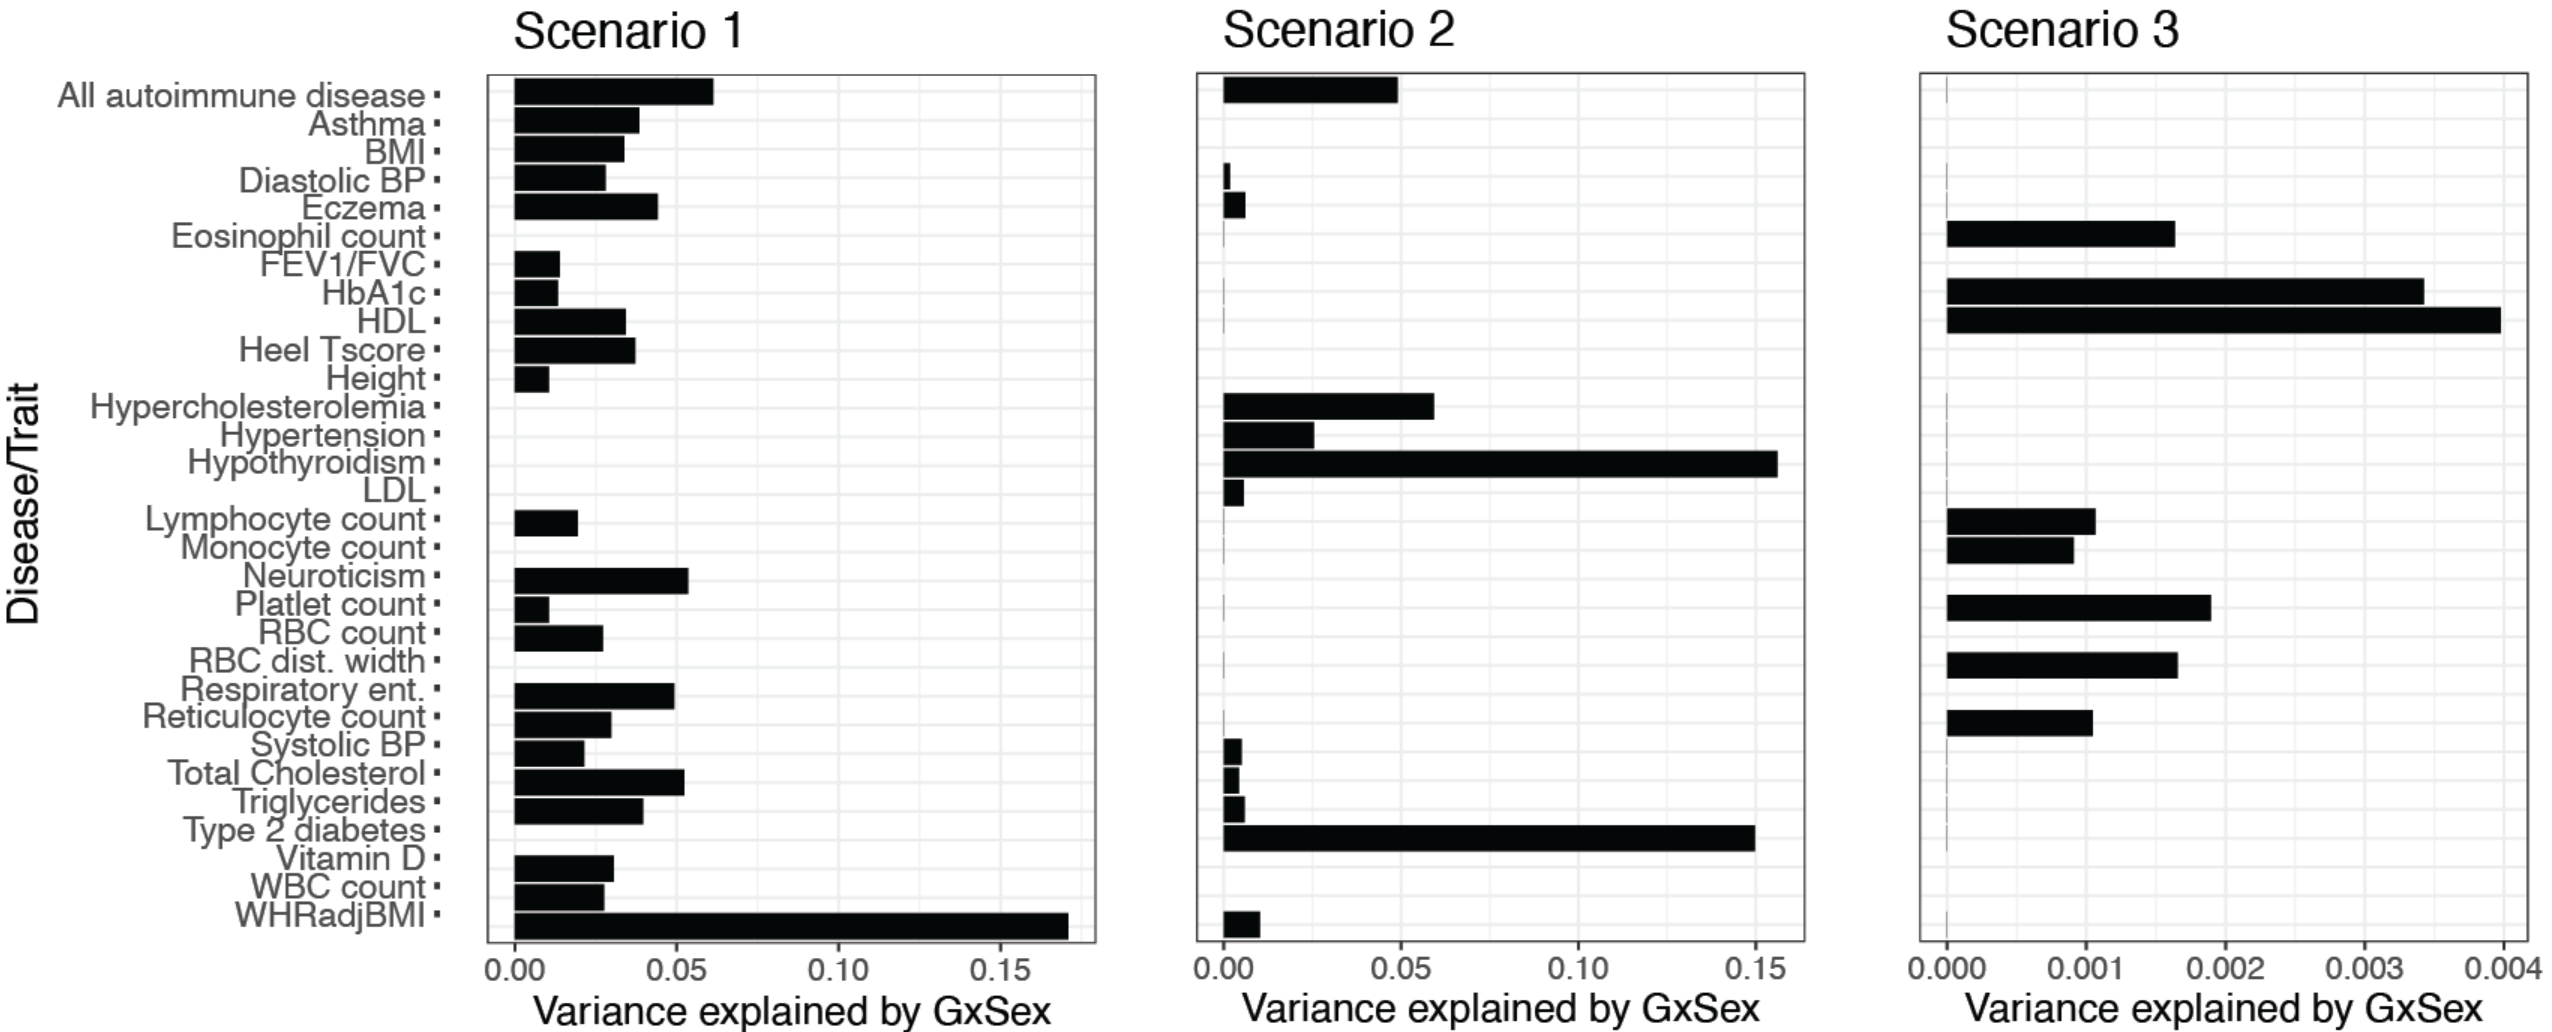 Scenario 1
Scenario 2
Scenario 3
Disease/Trait
All autoimmune disease
Asthma
BMI
Diastolic BP
Eczema
Eosinophil count
FEV1/FVC
HbA1c
HDL
Heel Tscore
Height
Hypercholesterolemia
Hypertension
Hypothyroidism
LDL
Lymphocyte count
Monocyte count
Neuroticism
Platlet count
RBC count
RBC dist. width
Respiratory ent.
Reticulocyte count
Systolic BP
Total Cholesterol
Triglycerides
Type 2 diabetes
Vitamin D
WBC count
WHRadjBMI
0.00 0.05 0.10 0.15
0.00 0.05 0.10 0.15
0.000 0.001 0.002 0.003 0.004
Variance explained by GxSex
Variance explained by GxSex
Variance explained by GxSex